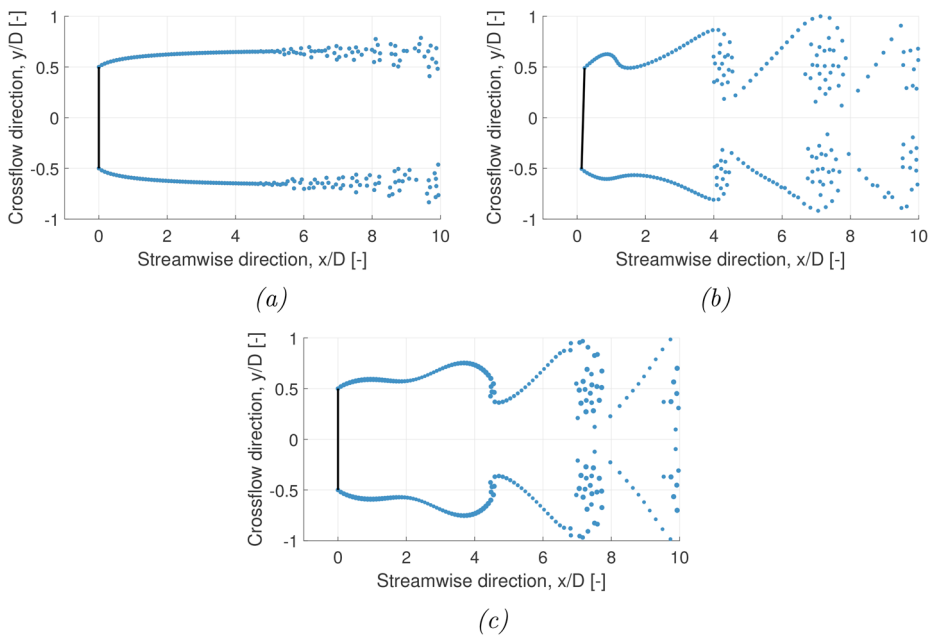 Crossflow direction, y/D [-]
1
0.5
0
-0.5
-1
0 2 4 6 8 10
Streamwise direction, x/D [-]
(a)
Crossflow direction, y/D [-]
1
0.5
0
-0.5
-1
0 2 4 6 8 10
Streamwise direction, x/D [-]
(b)
Crossflow direction, y/D [-]
1
0.5
0
-0.5
-1
0 2 4 6 8 10
Streamwise direction, x/D [-]
(c)